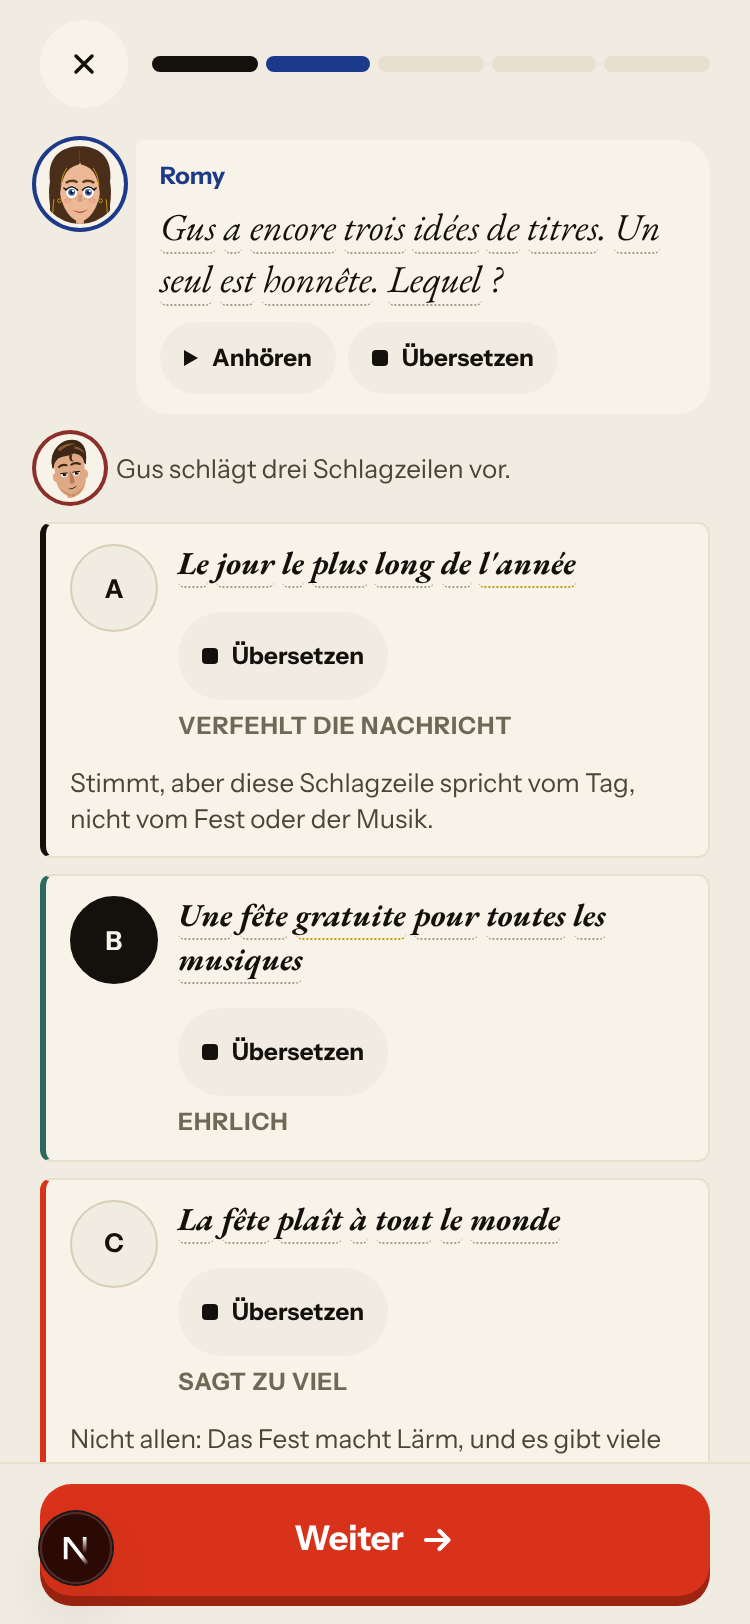 Romy
Gus a encore trois idées de titres. Un
seul est honnête. Lequel ?
Anhören
Übersetzen
Gus schlägt drei Schlagzeilen vor.
A
Le jour le plus long de l'année
Übersetzen
VERFEHLT DIE NACHRICHT
Stimmt, aber diese Schlagzeile spricht vom Tag,
nicht vom Fest oder der Musik.
B
Une fête gratuite pour toutes les
musiques
Übersetzen
EHRLICH
C
La fête plaît à tout le monde
Übersetzen
SAGT ZU VIEL
Nicht allen: Das Fest macht Lärm, und es gibt viele
Weiter →
N